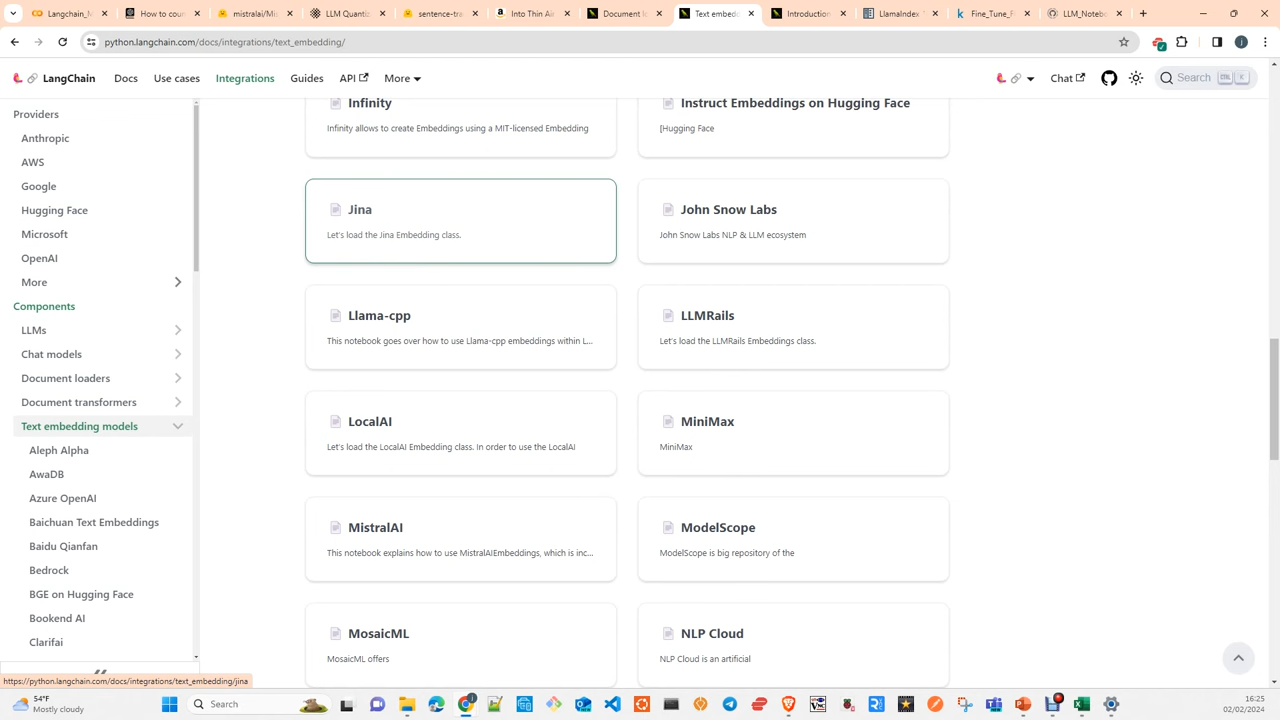 Langchain_M
How to cou
mistralai/Mis
LLM Quanti
sentence-tra
Into Thin Air
Document l
Text embed
Introduction
LlamaIndex
Fine_Tune_F
LLM_Noteb
python.langchain.com/docs/integrations/text_embedding/
LangChain
Docs
Use cases
Integrations
Guides
API
More
Chat
Search
ctrl
K
Providers
Anthropic
AWS
Google
Hugging Face
Microsoft
OpenAI
More
Components
LLMs
Chat models
Document loaders
Document transformers
Text embedding models
Aleph Alpha
AwaDB
Azure OpenAI
Baichuan Text Embeddings
Baidu Qianfan
Bedrock
BGE on Hugging Face
Bookend AI
Clarifai
Infinity
Infinity allows to create Embeddings using a MIT-licensed Embedding
Instruct Embeddings on Hugging Face
[Hugging Face
Jina
Let's load the Jina Embedding class.
John Snow Labs
John Snow Labs NLP & LLM ecosystem
Llama-cpp
This notebook goes over how to use Llama-cpp embeddings within L...
LLMRails
Let's load the LLMRails Embeddings class.
LocalAI
Let's load the LocalAI Embedding class. In order to use the LocalAI
MiniMax
MiniMax
MistralAI
This notebook explains how to use MistralAIEmbeddings, which is inc...
ModelScope
ModelScope is big repository of the
MosaicML
MosaicML offers
NLP Cloud
NLP Cloud is an artificial
https://python.langchain.com/docs/integrations/text_embedding/jina
54°F
Mostly cloudy
Search
16:25
02/02/2024